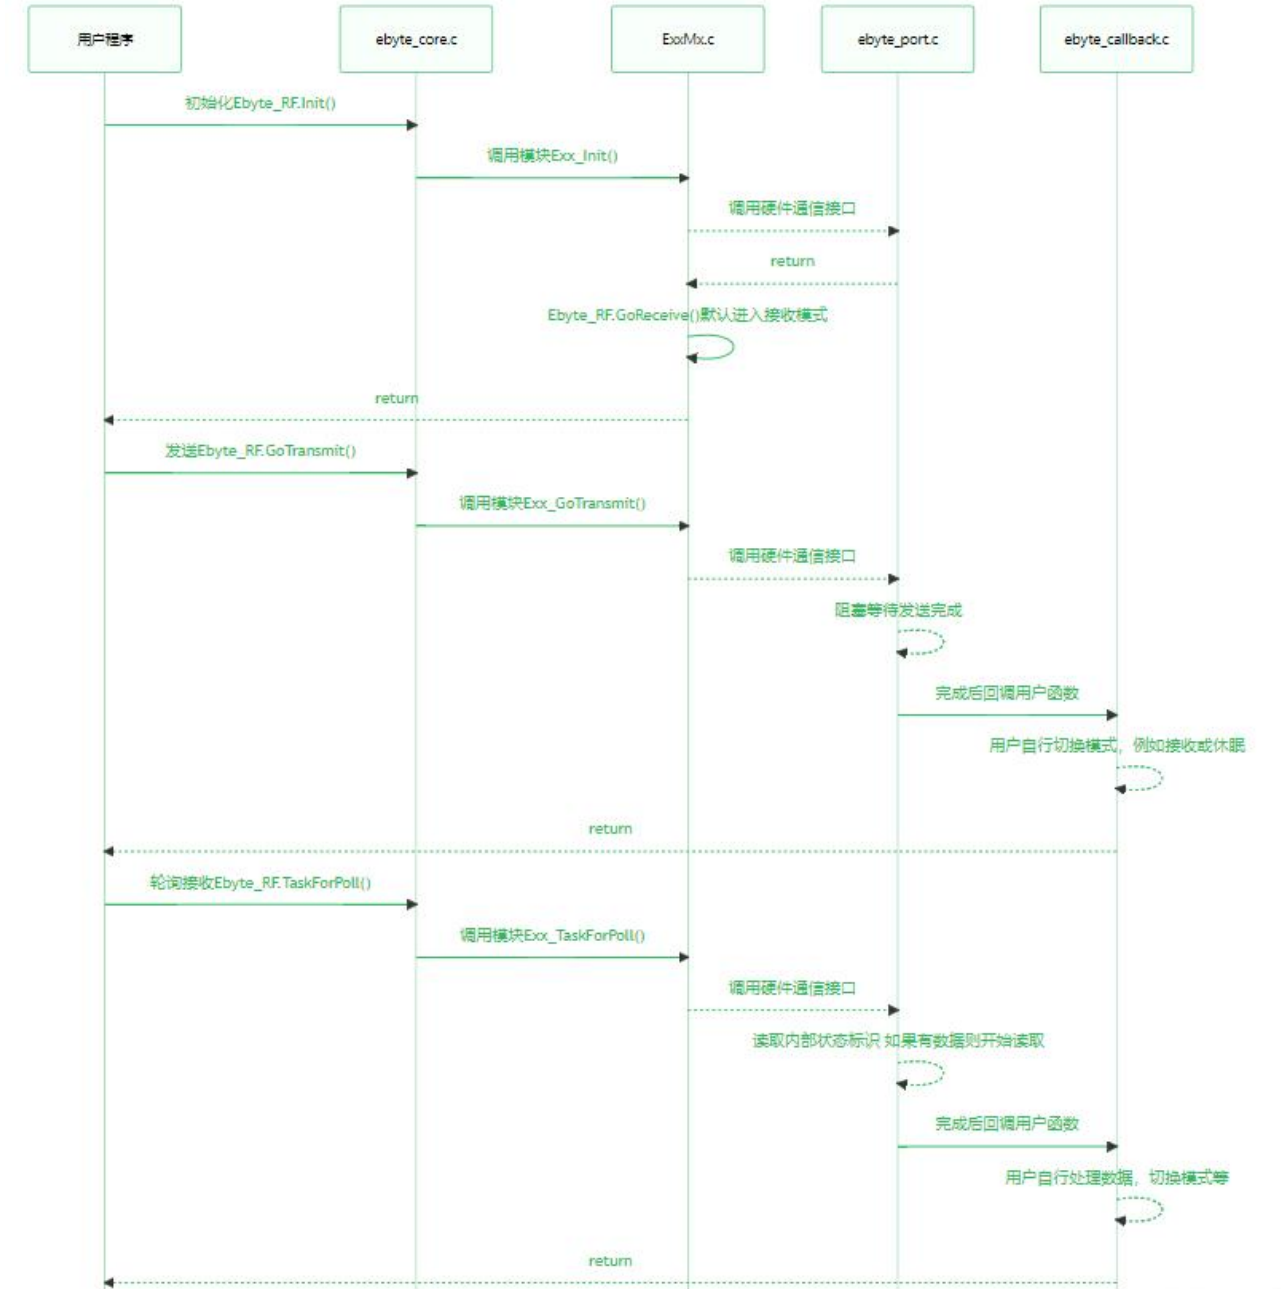 用户程序
ebyte_core.c
ExxMx.c
ebyte_port.c
ebyte_callback.c
初始化Ebyte_RF.Init()
调用模块Exx_Init()
调用硬件通信接口
return
Ebyte_RF.GoReceive()默认进入接收模式
return
发送Ebyte_RF.GoTransmit()
调用模块Exx_GoTransmit()
调用硬件通信接口
阻塞等待发送完成
完成后回调用户函数
用户自行切换模式，例如接收或休眠
return
轮询接收Ebyte_RF.TaskForPoll()
调用模块Exx_TaskForPoll()
调用硬件通信接口
读取内部状态标识 如果有数据则开始读取
完成后回调用户函数
用户自行处理数据，切换模式等
return